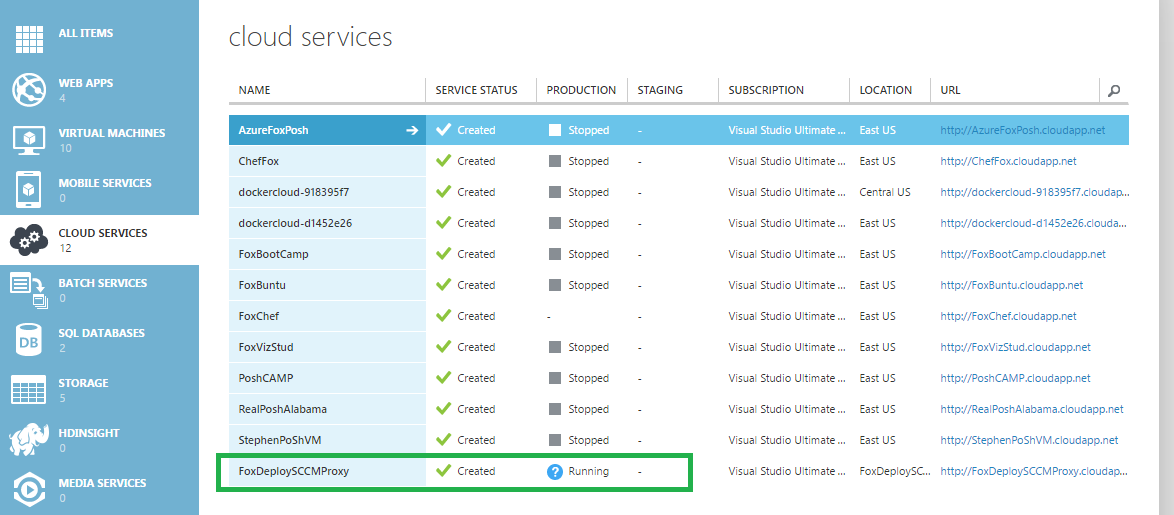 ALL ITEMS
WEB APPS
4
VIRTUAL MACHINES
10
MOBILE SERVICES
0
CLOUD SERVICES
12
BATCH SERVICES
0
DB
SQL DATABASES
2
STORAGE
5
HDINSIGHT
0
MEDIA SERVICES
0
cloud services
NAME SERVICE STATUS PRODUCTION STAGING SUBSCRIPTION LOCATION URL
AzureFoxPosh Created Stopped - Visual Studio Ultimate ... East US http://AzureFoxPosh.cloudapp.net
ChefFox Created Stopped - Visual Studio Ultimate ... East US http://ChefFox.cloudapp.net
dockercloud-918395f7 Created Stopped - Visual Studio Ultimate ... Central US http://dockercloud-918395f7.cloudap...
dockercloud-d1452e26 Created Stopped - Visual Studio Ultimate ... East US http://dockercloud-d1452e26.clouda...
FoxBootCamp Created Stopped - Visual Studio Ultimate ... East US http://FoxBootCamp.cloudapp.net
FoxBuntu Created Stopped - Visual Studio Ultimate ... East US http://FoxBuntu.cloudapp.net
FoxChef Created - - Visual Studio Ultimate ... East US http://FoxChef.cloudapp.net
FoxVizStud Created Stopped - Visual Studio Ultimate ... East US http://FoxVizStud.cloudapp.net
PoshCAMP Created Stopped - Visual Studio Ultimate ... East US http://PoshCAMP.cloudapp.net
RealPoshAlabama Created Stopped - Visual Studio Ultimate ... East US http://RealPoshAlabama.cloudapp.net
StephenPoShVM Created Stopped - Visual Studio Ultimate ... East US http://StephenPoShVM.cloudapp.net
FoxDeploySCCMProxy Created ? Running - Visual Studio Ultimate ... FoxDeploySC... http://FoxDeploySCCMProxy.cloudap...